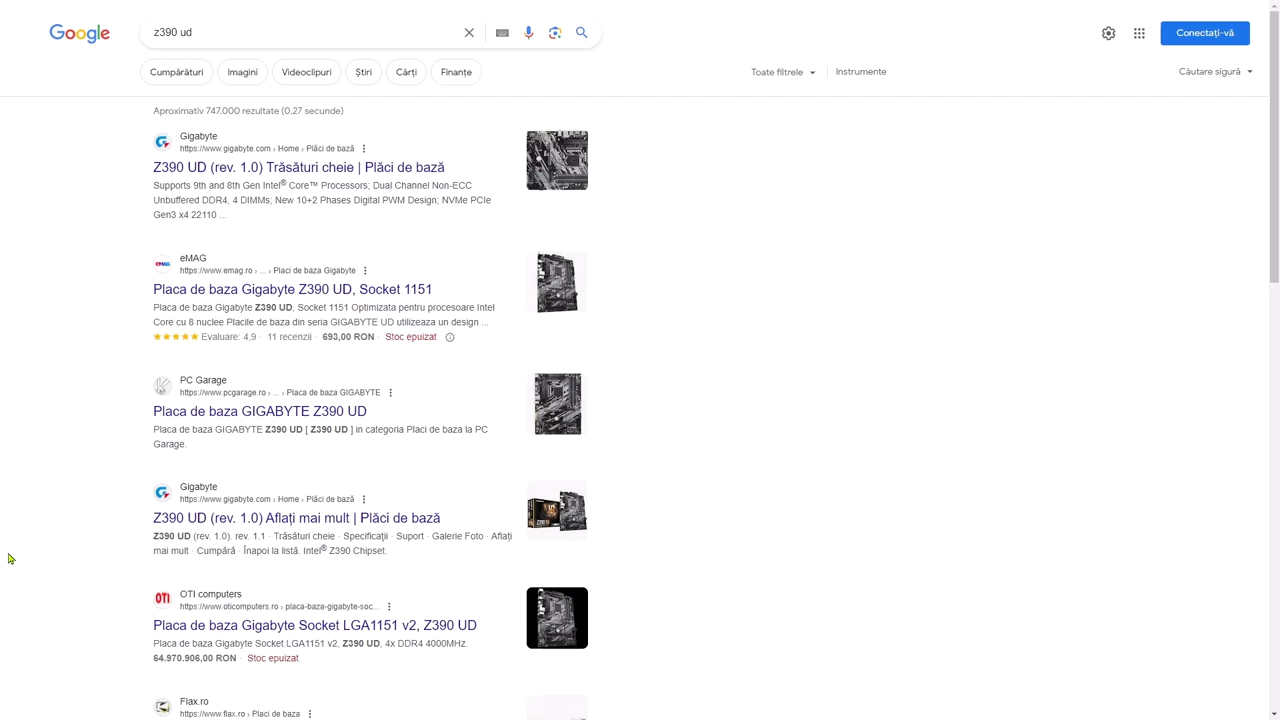 Google
z390 ud
Conectați-vă
Cumpărături
Imagini
Videoclipuri
Știri
Cărți
Finanțe
Toate filtrele
Instrumente
Căutare sigură
Aproximativ 747.000 rezultate (0,27 secunde)
Gigabyte
https://www.gigabyte.com › Home › Plăci de bază
Z390 UD (rev. 1.0) Trăsături cheie | Plăci de bază
Supports 9th and 8th Gen Intel® Core™ Processors; Dual Channel Non-ECC
Unbuffered DDR4, 4 DIMMs; New 10+2 Phases Digital PWM Design; NVMe PCIe
Gen3 x4 22110 ...
eMAG
https://www.emag.ro › ... › Placi de baza Gigabyte
Placa de baza Gigabyte Z390 UD, Socket 1151
Placa de baza Gigabyte Z390 UD, Socket 1151 Optimizata pentru procesoare Intel
Core cu 8 nuclee Placile de baza din seria GIGABYTE UD utilizeaza un design ...
Evaluare: 4,9 · 11 recenzii · 693,00 RON · Stoc epuizat
PC Garage
https://www.pcgarage.ro › ... › Placa de baza GIGABYTE
Placa de baza GIGABYTE Z390 UD
Placa de baza GIGABYTE Z390 UD [ Z390 UD ] in categoria Placi de baza la PC
Garage.
Gigabyte
https://www.gigabyte.com › Home › Plăci de bază
Z390 UD (rev. 1.0) Aflați mai mult | Plăci de bază
Z390 UD (rev. 1.0). rev. 1.1 · Trăsături cheie · Specificații · Suport · Galerie Foto · Aflați
mai mult · Cumpără · Înapoi la listă. Intel® Z390 Chipset.
OTI
OTI computers
https://www.oticomputers.ro › placa-baza-gigabyte-soc...
Placa de baza Gigabyte Socket LGA1151 v2, Z390 UD
Placa de baza Gigabyte Socket LGA1151 v2, Z390 UD, 4x DDR4 4000MHz.
64.970.906,00 RON · Stoc epuizat
Flax.ro
https://www.flax.ro › Placi de baza